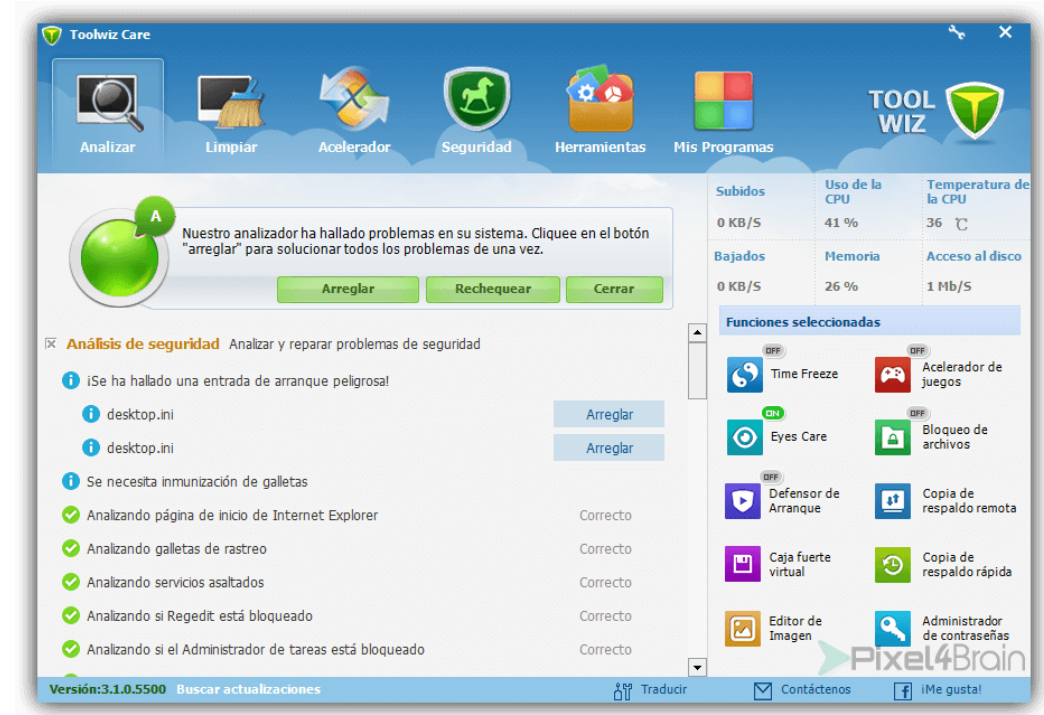 Toolwiz Care
Analizar
Limpiar
Acelerador
Seguridad
Herramientas
Mis Programas
TOOL
WIZ
A
Nuestro analizador ha hallado problemas en su sistema. Cliquee en el botón
"arreglar" para solucionar todos los problemas de una vez.
Arreglar
Rechequear
Cerrar
Análisis de seguridad Analizar y reparar problemas de seguridad
¡Se ha hallado una entrada de arranque peligrosa!
desktop.ini Arreglar
desktop.ini Arreglar
Se necesita inmunización de galletas
Analizando página de inicio de Internet Explorer Correcto
Analizando galletas de rastreo Correcto
Analizando servicios asaltados Correcto
Analizando si Regedit está bloqueado Correcto
Analizando si el Administrador de tareas está bloqueado Correcto
Subidos
0 KB/S
Uso de la
CPU
41 %
Temperatura de
la CPU
36 ℃
Bajados
0 KB/S
Memoria
26 %
Acceso al disco
1 Mb/S
Funciones seleccionadas
OFF
Time Freeze
OFF
Acelerador de
juegos
ON
Eyes Care
OFF
Bloqueo de
archivos
OFF
Defensor de
Arranque
Copia de
respaldo remota
Caja fuerte
virtual
Copia de
respaldo rápida
Editor de
Imagen
Administrador
de contraseñas
Pixel4Brain
Versión:3.1.0.5500 Buscar actualizaciones
Traducir
Contáctenos
¡Me gusta!